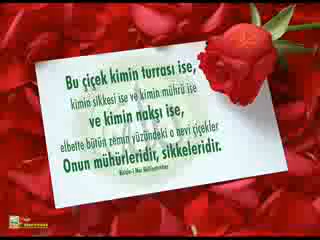 Bu çiçek kimin turrası ise,
kimin sikkesi ise ve kimin mührü ise
ve kimin nakşı ise,
elbette bütün zemin yüzündeki o nevi çiçekler
Onun mühürleridir, sikkeleridir.